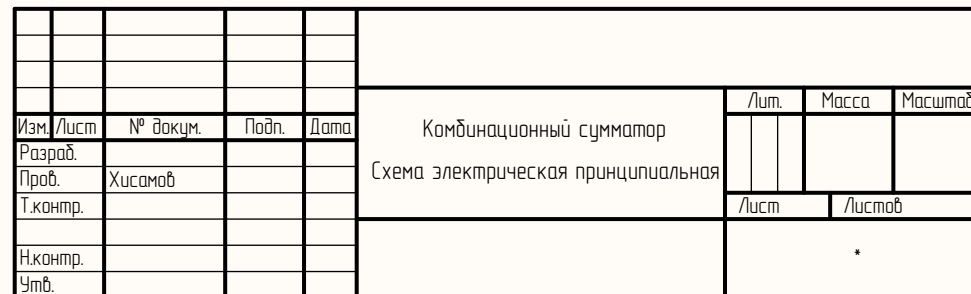 Лит. Масса Масштаб
Изм. Лист № докум. Подп. Дата
Комбинационный сумматор
Разраб.
Схема электрическая принципиальная
Пров. Хисамов
Т.контр.
Лист Листов
Н.контр.
*
Утв.